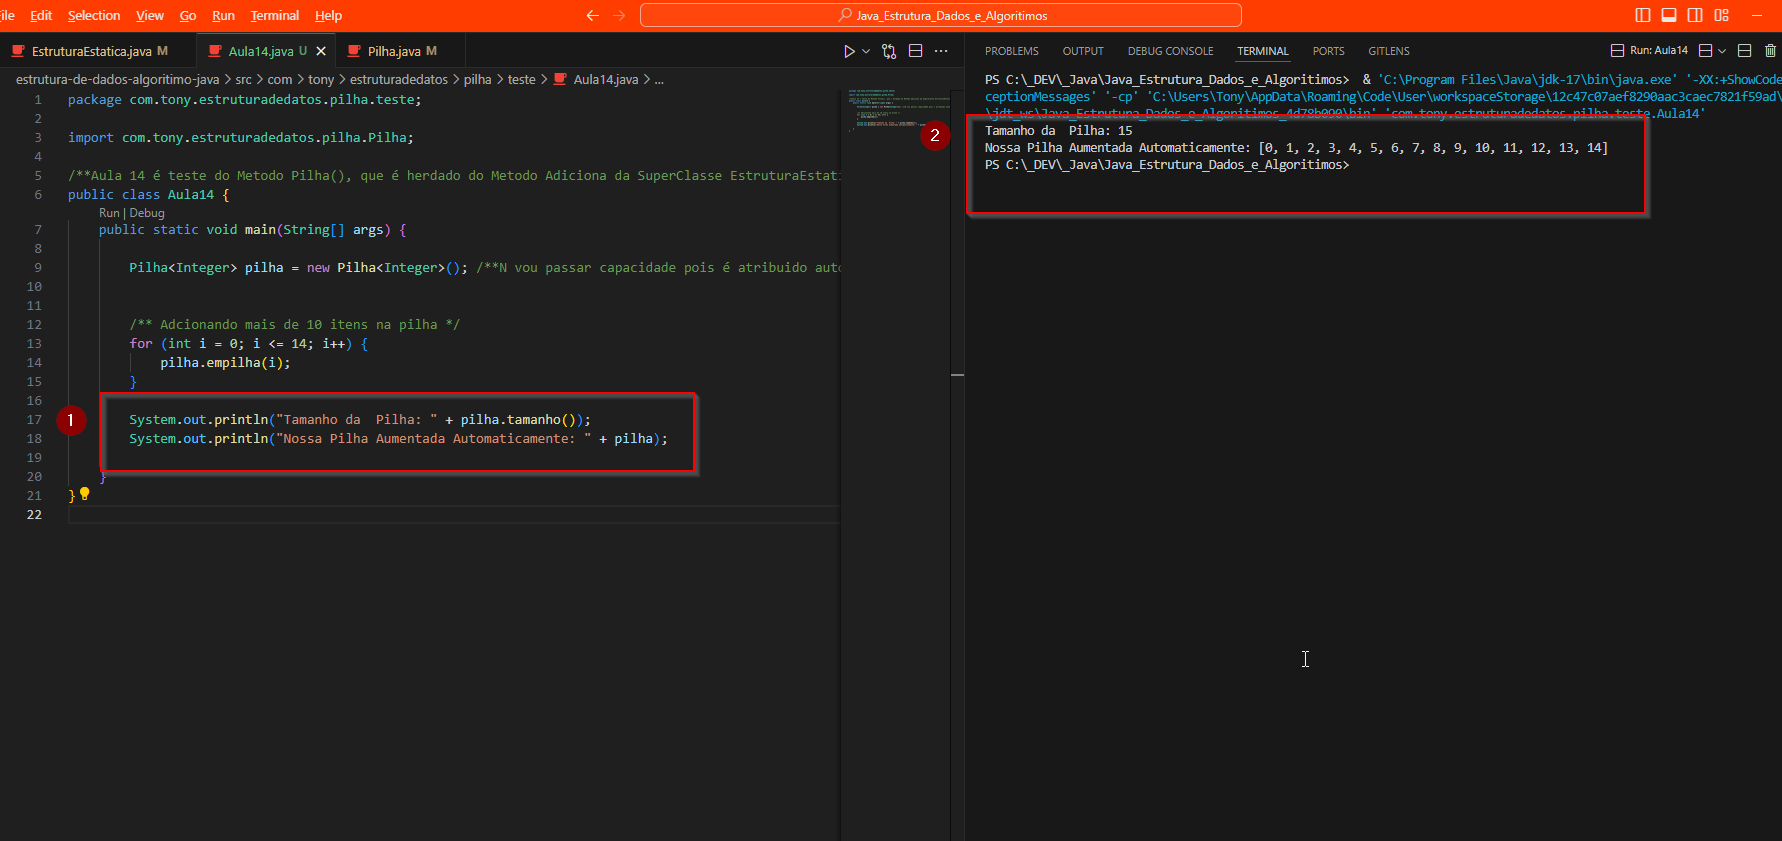 ile Edit Selection View Go Run Terminal Help
Java_Estrutura_Dados_e_Algoritimos
EstruturaEstatica.java M
Aula14.java U
Pilha.java M
estrutura-de-dados-algoritimo-java > src > com > tony > estruturadedatos > pilha > teste > Aula14.java > ...
1 package com.tony.estruturadedatos.pilha.teste;
2
3 import com.tony.estruturadedatos.pilha.Pilha;
4
5 /**Aula 14 é teste do Metodo Pilha(), que é herdado do Metodo Adiciona da SuperClasse EstruturaEstati
6 public class Aula14 {
Run | Debug
7 public static void main(String[] args) {
8
9 Pilha<Integer> pilha = new Pilha<Integer>(); /**N vou passar capacidade pois é atribuido auto
10
11
12 /** Adcionando mais de 10 itens na pilha */
13 for (int i = 0; i <= 14; i++) {
14 pilha.empilha(i);
15 }
16
1
17 System.out.println("Tamanho da  Pilha: " + pilha.tamanho());
18 System.out.println("Nossa Pilha Aumentada Automaticamente: " + pilha);
19
20 }
21 }
22
PROBLEMS OUTPUT DEBUG CONSOLE TERMINAL PORTS GITLENS
Run: Aula14
PS C:\_DEV\_Java\Java_Estrutura_Dados_e_Algoritimos>  & 'C:\Program Files\Java\jdk-17\bin\java.exe' '-XX:+ShowCode
ceptionMessages' '-cp' 'C:\Users\Tony\AppData\Roaming\Code\User\workspaceStorage\12c47c07aef8290aac3caec7821f59ad\
\jdt_ws\Java_Estrutura_Dados_e_Algoritimos_4d78b090\bin' 'com.tony.estruturadedatos.pilha.teste.Aula14'
2
Tamanho da  Pilha: 15
Nossa Pilha Aumentada Automaticamente: [0, 1, 2, 3, 4, 5, 6, 7, 8, 9, 10, 11, 12, 13, 14]
PS C:\_DEV\_Java\Java_Estrutura_Dados_e_Algoritimos>